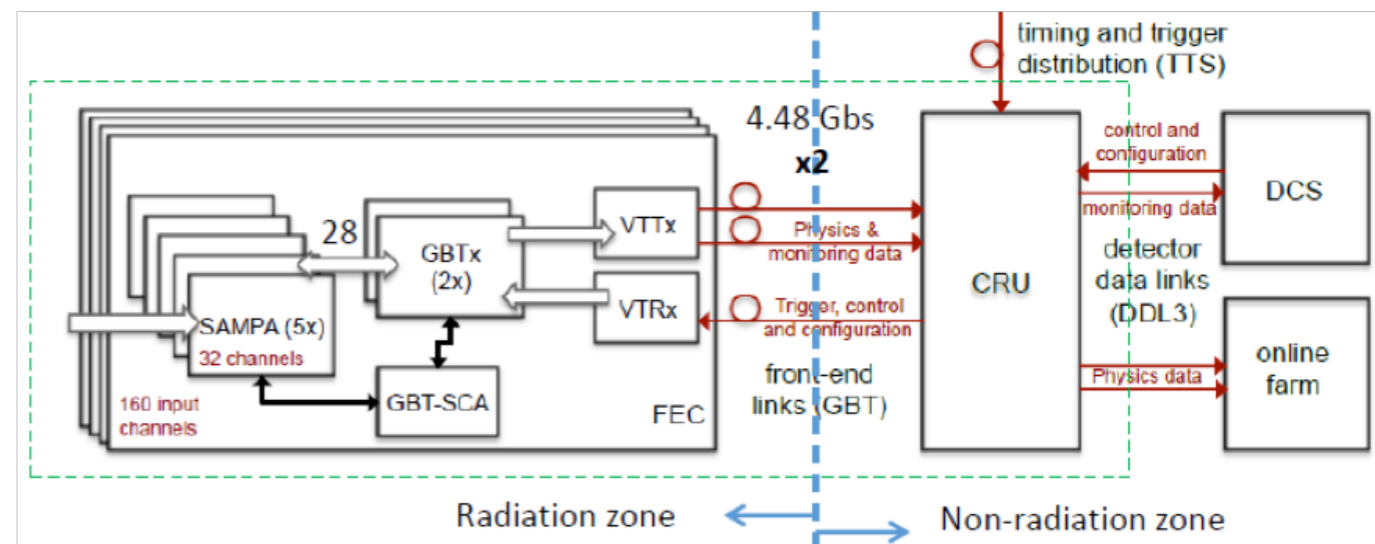 timing and trigger
distribution (TTS)
4.48 Gbs
x2
control and
configuration
DCS
monitoring data
detector
data links
(DDL3)
28
GBTx
(2x)
VTTx
Physics &
monitoring data
CRU
VTRx
Trigger, control
and configuration
SAMPA (5x)
32 channels
160 input
channels
GBT-SCA
FEC
front-end
links (GBT)
Physics data
online
farm
Radiation zone
Non-radiation zone